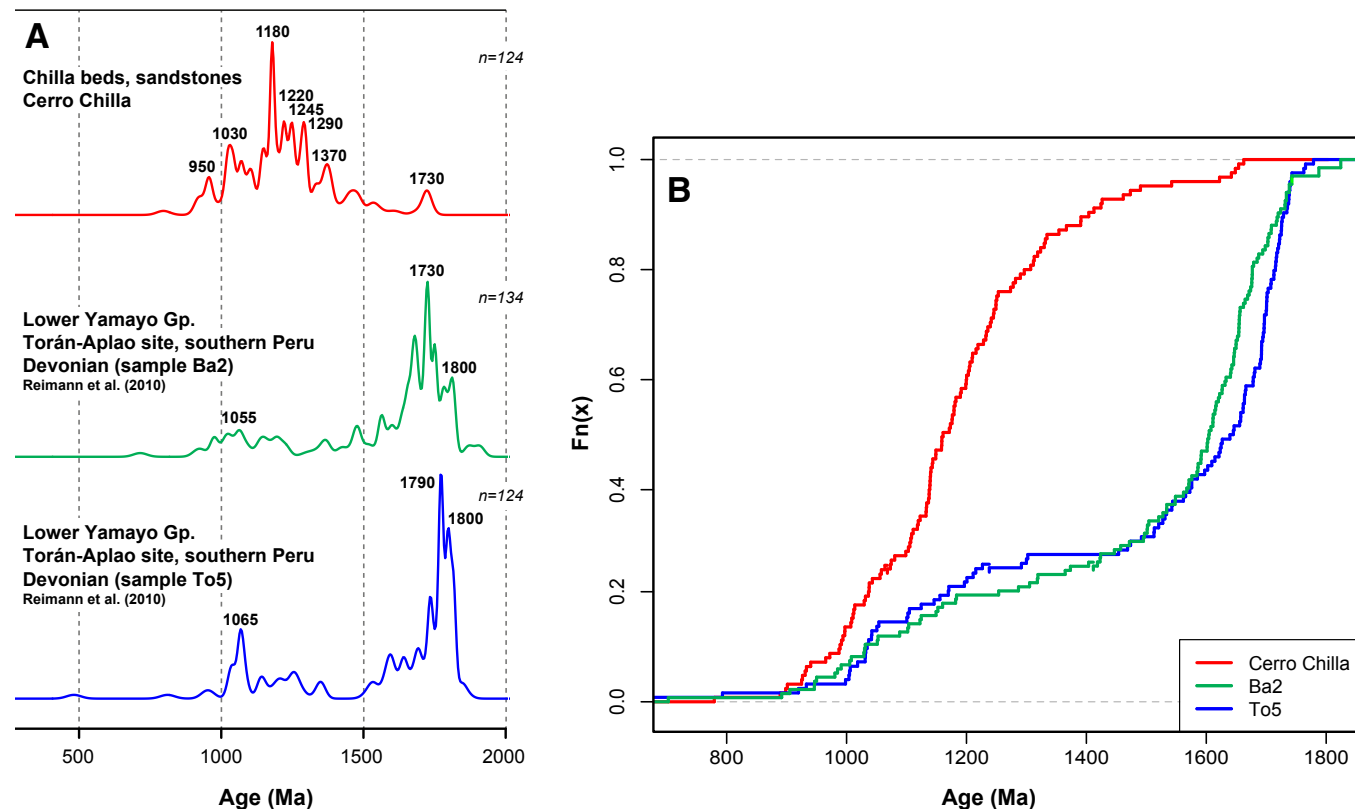 A
1180
n=124
Chilla beds, sandstones
Cerro Chilla
1220
1245
1290
1030
1370
950
1730
1730
n=134
Lower Yamayo Gp.
Torán-Aplao site, southern Peru
Devonian (sample Ba2)
Reimann et al. (2010)
1800
1055
1790
n=124
1800
Lower Yamayo Gp.
Torán-Aplao site, southern Peru
Devonian (sample To5)
Reimann et al. (2010)
1065
500 1000 1500 2000
Age (Ma)
B
1.0
0.8
0.6
0.4
0.2
0.0
Fn(x)
Cerro Chilla
Ba2
To5
800 1000 1200 1400 1600 1800
Age (Ma)